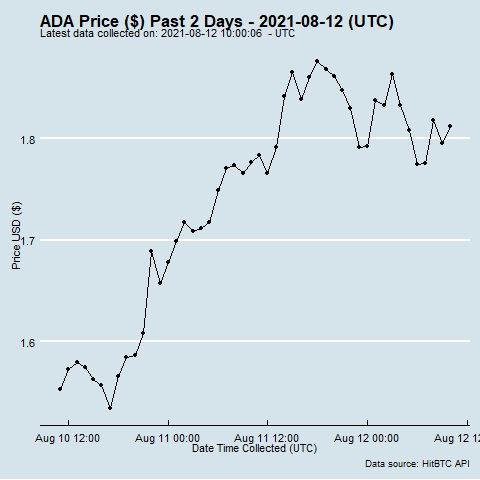 ADA Price ($) Past 2 Days - 2021-08-12 (UTC)
Latest data collected on: 2021-08-12 10:00:06  - UTC
1.8
1.7
1.6
Price USD ($)
Aug 10 12:00 Aug 11 00:00 Aug 11 12:00 Aug 12 00:00 Aug 12 12
Date Time Collected (UTC)
Data source: HitBTC API